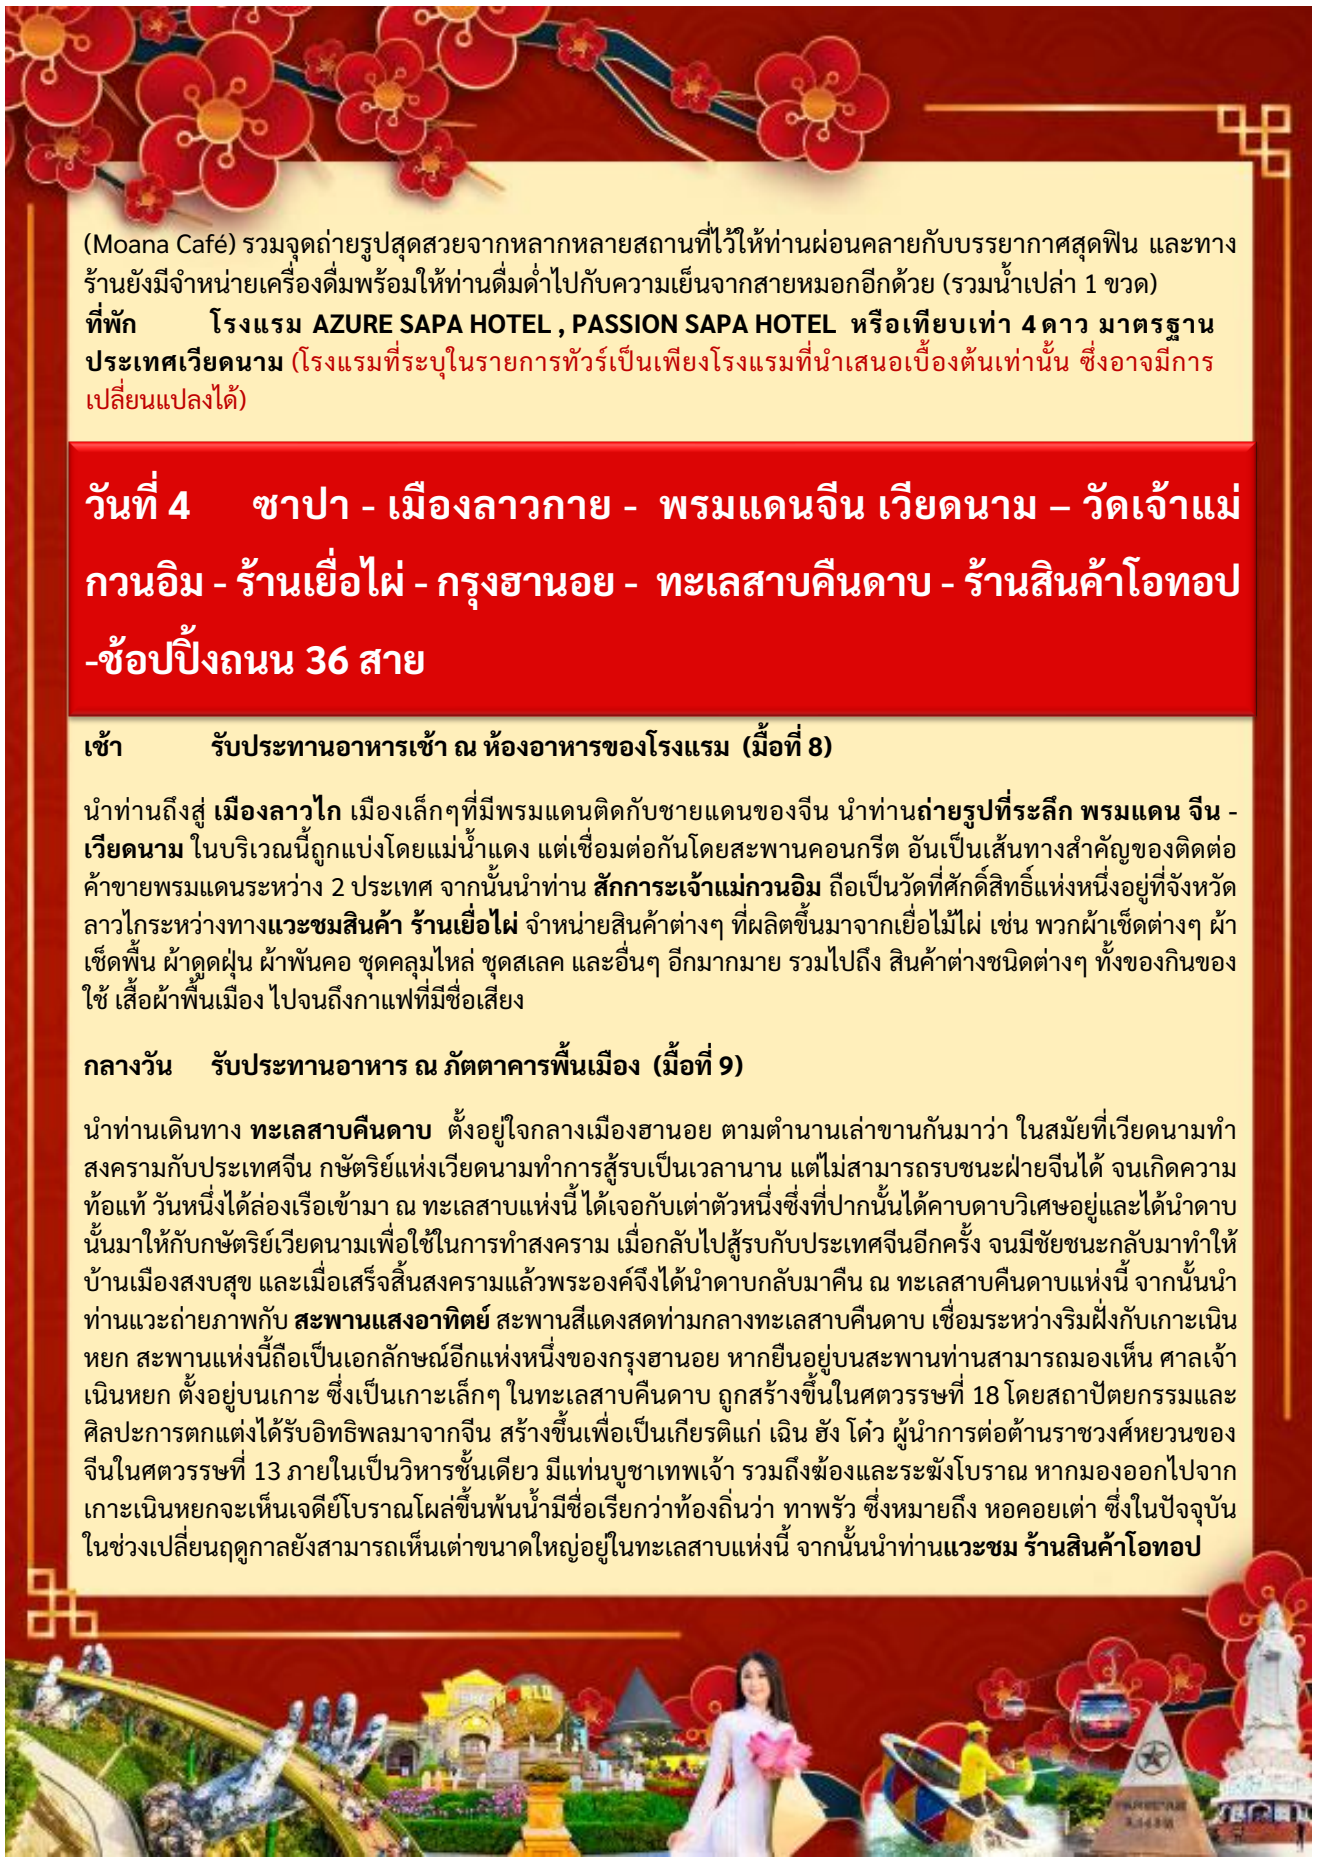 (Moana Café) รวมจุดถ่ายรูปสุดสวยจากหลากหลายสถานที่ไว้ให้ท่านผ่อนคลายกับบรรยากาศสุดฟิน และทาง
ร้านยังมีจำหน่ายเครื่องดื่มพร้อมให้ท่านดื่มด่ำไปกับความเย็นจากสายหมอกอีกด้วย (รวมน้ำเปล่า 1 ขวด)
ที่พัก โรงแรม AZURE SAPA HOTEL , PASSION SAPA HOTEL หรือเทียบเท่า 4 ดาว มาตรฐาน
ประเทศเวียดนาม (โรงแรมที่ระบุในรายการทัวร์เป็นเพียงโรงแรมที่นำเสนอเบื้องต้นเท่านั้น ซึ่งอาจมีการ
เปลี่ยนแปลงได้)
วันที่ 4 ซาปา - เมืองลาวกาย - พรมแดนจีน เวียดนาม – วัดเจ้าแม่
กวนอิม - ร้านเยื่อไผ่ - กรุงฮานอย - ทะเลสาบคืนดาบ - ร้านสินค้าโอทอป
-ช้อปปิ้งถนน 36 สาย
เช้า รับประทานอาหารเช้า ณ ห้องอาหารของโรงแรม (มื้อที่ 8)
นำท่านถึงสู่ เมืองลาวไก เมืองเล็กๆที่มีพรมแดนติดกับชายแดนของจีน นำท่านถ่ายรูปที่ระลึก พรมแดน จีน -
เวียดนาม ในบริเวณนี้ถูกแบ่งโดยแม่น้ำแดง แต่เชื่อมต่อกันโดยสะพานคอนกรีต อันเป็นเส้นทางสำคัญของติดต่อ
ค้าขายพรมแดนระหว่าง 2 ประเทศ จากนั้นนำท่าน สักการะเจ้าแม่กวนอิม ถือเป็นวัดที่ศักดิ์สิทธิ์แห่งหนึ่งอยู่ที่จังหวัด
ลาวไกระหว่างทางแวะชมสินค้า ร้านเยื่อไผ่ จำหน่ายสินค้าต่างๆ ที่ผลิตขึ้นมาจากเยื่อไม้ไผ่ เช่น พวกผ้าเช็ดต่างๆ ผ้า
เช็ดพื้น ผ้าดูดฝุ่น ผ้าพันคอ ชุดคลุมไหล่ ชุดสเลค และอื่นๆ อีกมากมาย รวมไปถึง สินค้าต่างชนิดต่างๆ ทั้งของกินของ
ใช้ เสื้อผ้าพื้นเมือง ไปจนถึงกาแฟที่มีชื่อเสียง
กลางวัน รับประทานอาหาร ณ ภัตตาคารพื้นเมือง (มื้อที่ 9)
นำท่านเดินทาง ทะเลสาบคืนดาบ ตั้งอยู่ใจกลางเมืองฮานอย ตามตำนานเล่าขานกันมาว่า ในสมัยที่เวียดนามทำ
สงครามกับประเทศจีน กษัตริย์แห่งเวียดนามทำการสู้รบเป็นเวลานาน แต่ไม่สามารถรบชนะฝ่ายจีนได้ จนเกิดความ
ท้อแท้ วันหนึ่งได้ล่องเรือเข้ามา ณ ทะเลสาบแห่งนี้ ได้เจอกับเต่าตัวหนึ่งซึ่งที่ปากนั้นได้คาบดาบวิเศษอยู่และได้นำดาบ
นั้นมาให้กับกษัตริย์เวียดนามเพื่อใช้ในการทำสงคราม เมื่อกลับไปสู้รบกับประเทศจีนอีกครั้ง จนมีชัยชนะกลับมาทำให้
บ้านเมืองสงบสุข และเมื่อเสร็จสิ้นสงครามแล้วพระองค์จึงได้นำดาบกลับมาคืน ณ ทะเลสาบคืนดาบแห่งนี้ จากนั้นนำ
ท่านแวะถ่ายภาพกับ สะพานแสงอาทิตย์ สะพานสีแดงสดท่ามกลางทะเลสาบคืนดาบ เชื่อมระหว่างริมฝั่งกับเกาะเนิน
หยก สะพานแห่งนี้ถือเป็นเอกลักษณ์อีกแห่งหนึ่งของกรุงฮานอย หากยืนอยู่บนสะพานท่านสามารถมองเห็น ศาลเจ้า
เนินหยก ตั้งอยู่บนเกาะ ซึ่งเป็นเกาะเล็กๆ ในทะเลสาบคืนดาบ ถูกสร้างขึ้นในศตวรรษที่ 18 โดยสถาปัตยกรรมและ
ศิลปะการตกแต่งได้รับอิทธิพลมาจากจีน สร้างขึ้นเพื่อเป็นเกียรติแก่ เฉิน ฮัง โด๋ว ผู้นำการต่อต้านราชวงศ์หยวนของ
จีนในศตวรรษที่ 13 ภายในเป็นวิหารชั้นเดียว มีแท่นบูชาเทพเจ้า รวมถึงฆ้องและระฆังโบราณ หากมองออกไปจาก
เกาะเนินหยกจะเห็นเจดีย์โบราณโผล่ขึ้นพ้นน้ำมีชื่อเรียกว่าท้องถิ่นว่า ทาพรัว ซึ่งหมายถึง หอคอยเต่า ซึ่งในปัจจุบัน
ในช่วงเปลี่ยนฤดูกาลยังสามารถเห็นเต่าขนาดใหญ่อยู่ในทะเลสาบแห่งนี้ จากนั้นนำท่านแวะชม ร้านสินค้าโอทอป